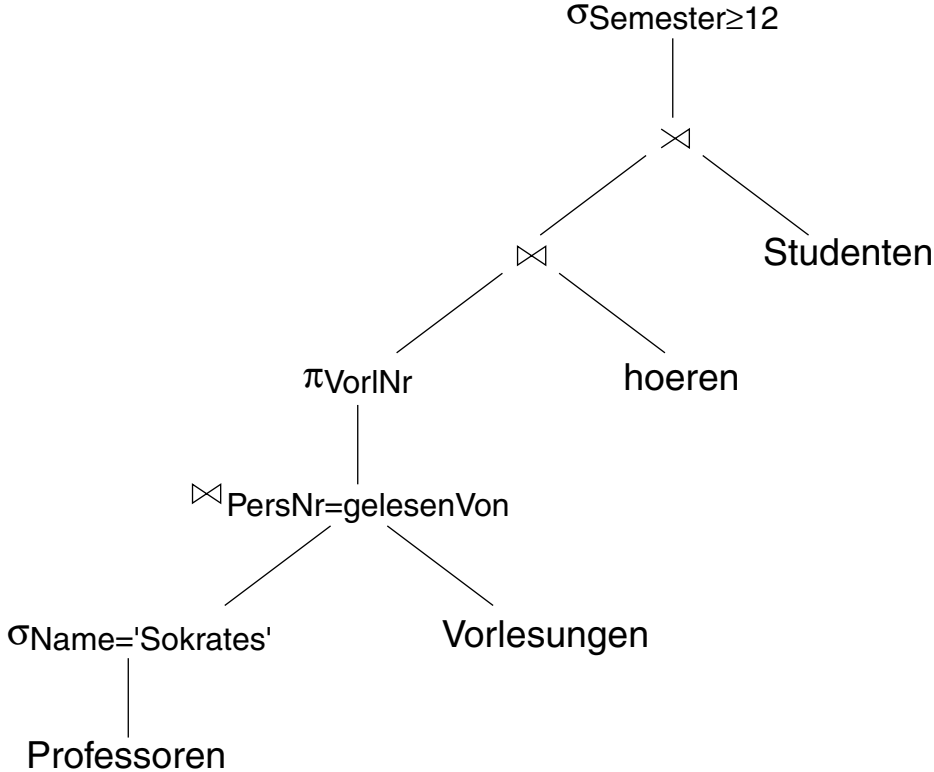 σSemester≥12
⋊
⋈
Studenten
πVorlNr
hoeren
⋈PersNr=gelesenVon
σName='Sokrates'
Vorlesungen
Professoren